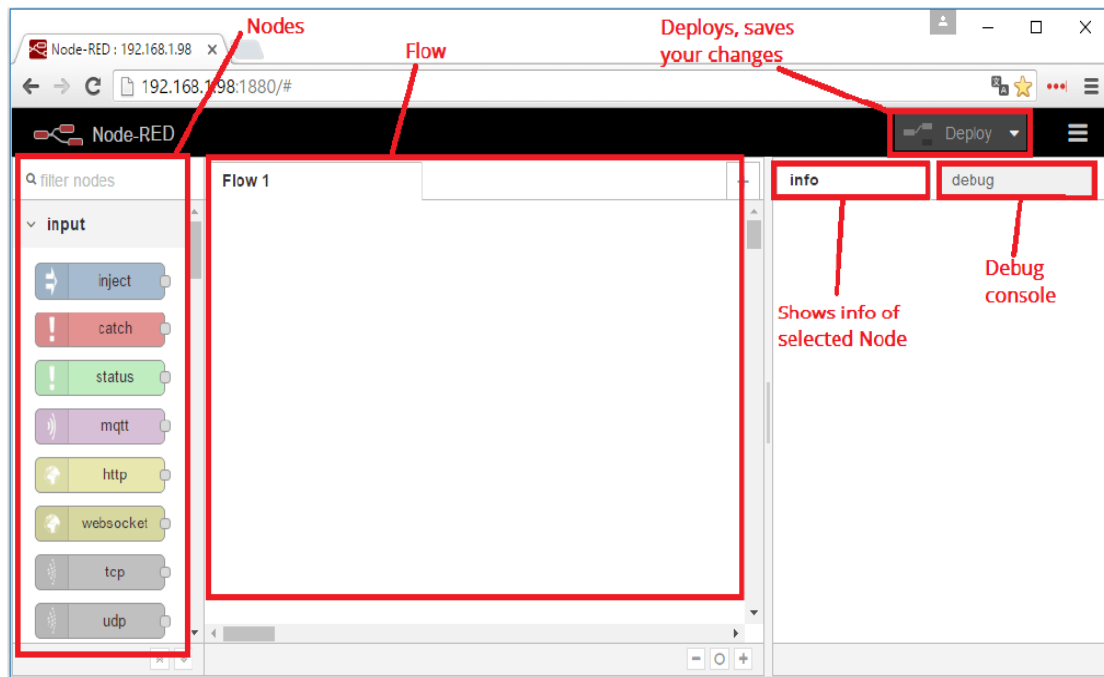 Nodes
Flow
Deploys, saves
your changes
Node-RED : 192.168.1.98
192.168.1.98:1880/#
Node-RED
Deploy
filter nodes
Flow 1
info
debug
input
inject
catch
status
mqtt
http
websocket
tcp
udp
Shows info of
selected Node
Debug
console